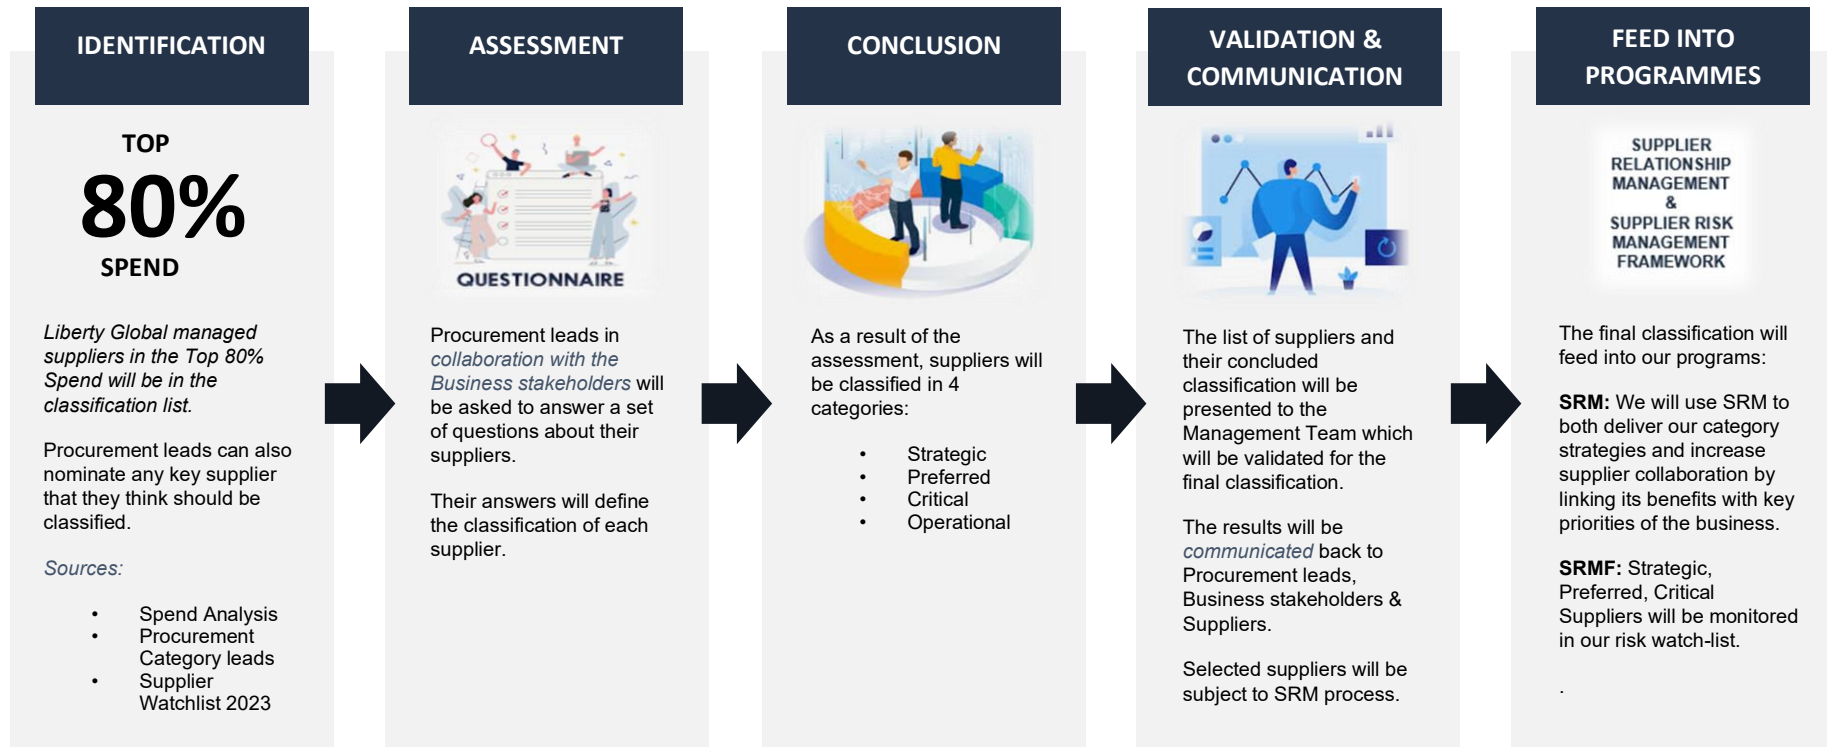 IDENTIFICATION
TOP
80%
SPEND
Liberty Global managed
suppliers in the Top 80%
Spend will be in the
classification list.
Procurement leads can also
nominate any key supplier
that they think should be
classified.
Sources:
• Spend Analysis
• Procurement
Category leads
• Supplier
Watchlist 2023
ASSESSMENT
QUESTIONNAIRE
Procurement leads in
collaboration with the
Business stakeholders will
be asked to answer a set
of questions about their
suppliers.
Their answers will define
the classification of each
supplier.
CONCLUSION
As a result of the
assessment, suppliers will
be classified in 4
categories:
• Strategic
• Preferred
• Critical
• Operational
VALIDATION &
COMMUNICATION
The list of suppliers and
their concluded
classification will be
presented to the
Management Team which
will be validated for the
final classification.
The results will be
communicated back to
Procurement leads,
Business stakeholders &
Suppliers.
Selected suppliers will be
subject to SRM process.
FEED INTO
PROGRAMMES
SUPPLIER
RELATIONSHIP
MANAGEMENT
&
SUPPLIER RISK
MANAGEMENT
FRAMEWORK
The final classification will
feed into our programs:
SRM: We will use SRM to
both deliver our category
strategies and increase
supplier collaboration by
linking its benefits with key
priorities of the business.
SRMF: Strategic,
Preferred, Critical
Suppliers will be monitored
in our risk watch-list.
.